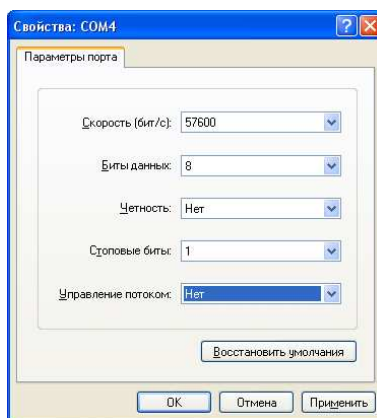 Свойства: COM4
Параметры порта
Скорость (бит/с): 57600
Биты данных: 8
Четность: Нет
Стоповые биты: 1
Управление потоком: Нет
Восстановить умолчания
OK Отмена Применить